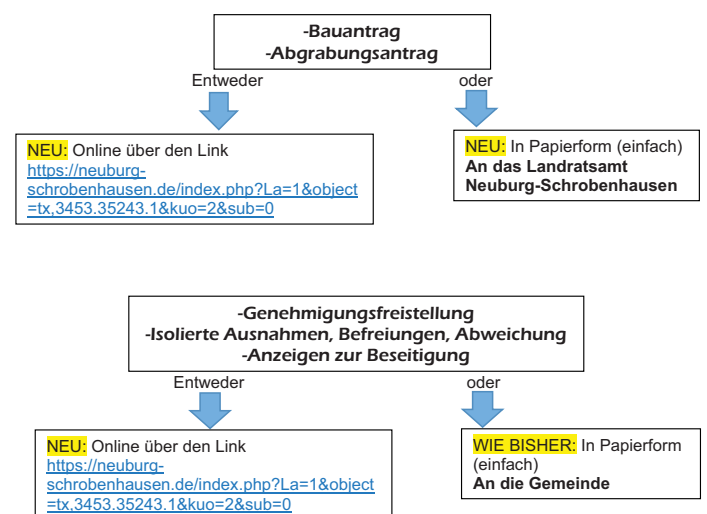 -Bauantrag
-Abgrabungsantrag
Entweder
oder
NEU: Online über den Link
https://neuburg-
schrobenhausen.de/index.php?La=1&object
=tx,3453.35243.1&kuo=2&sub=0
NEU: In Papierform (einfach)
An das Landratsamt
Neuburg-Schrobenhausen
-Genehmigungsfreistellung
-Isolierte Ausnahmen, Befreiungen, Abweichung
-Anzeigen zur Beseitigung
Entweder
oder
NEU: Online über den Link
https://neuburg-
schrobenhausen.de/index.php?La=1&object
=tx,3453.35243.1&kuo=2&sub=0
WIE BISHER: In Papierform
(einfach)
An die Gemeinde